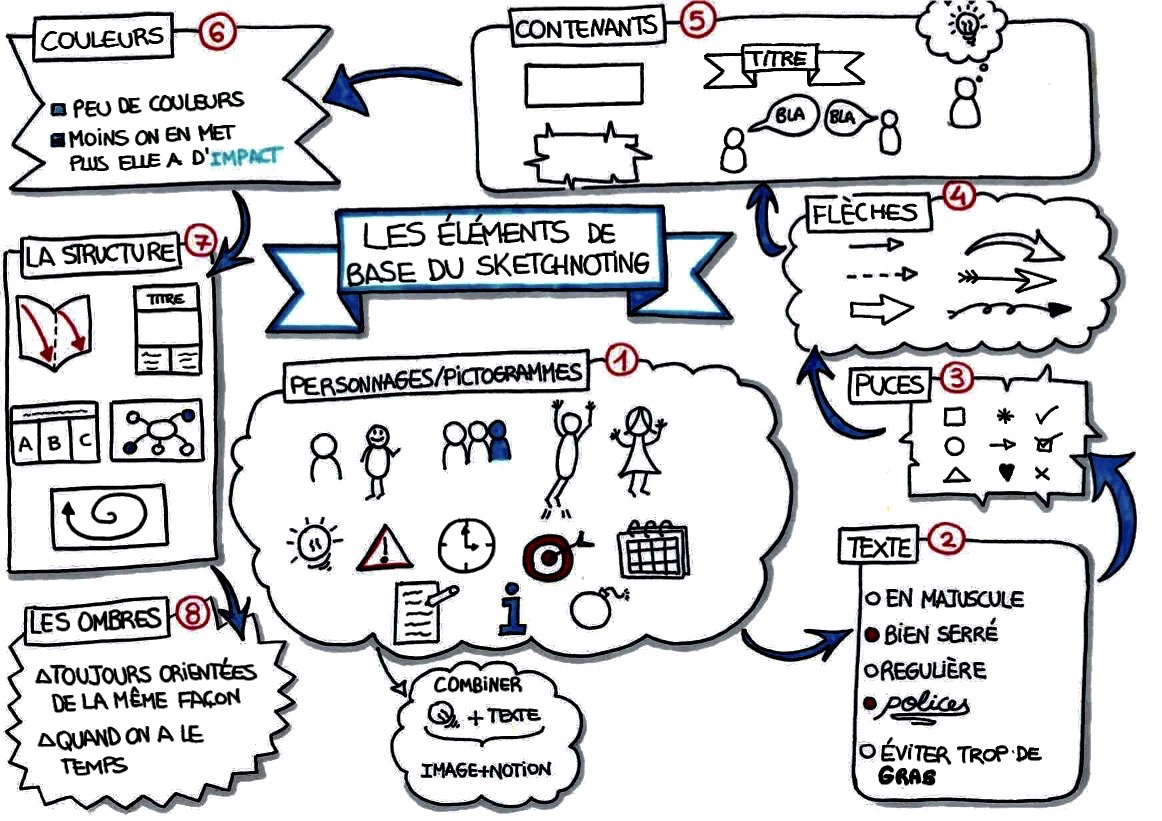 LES ÉLÉMENTS DE
BASE DU SKETCHNOTING
PERSONNAGES/PICTOGRAMMES
1
COMBINER
+ TEXTE
IMAGE+NOTION
TEXTE
2
EN MAJUSCULE
BIEN SERRÉ
REGULIÈRE
polices
ÉVITER TROP DE
GRAS
PUCES
3
FLÈCHES
4
CONTENANTS
5
TITRE
BLA
BLA
COULEURS
6
PEU DE COULEURS
MOINS ON EN MET
PLUS ELLE A D'IMPACT
LA STRUCTURE
7
TITRE
A B C
LES OMBRES
8
TOUJOURS ORIENTÉES
DE LA MÊME FAÇON
QUAND ON A LE
TEMPS